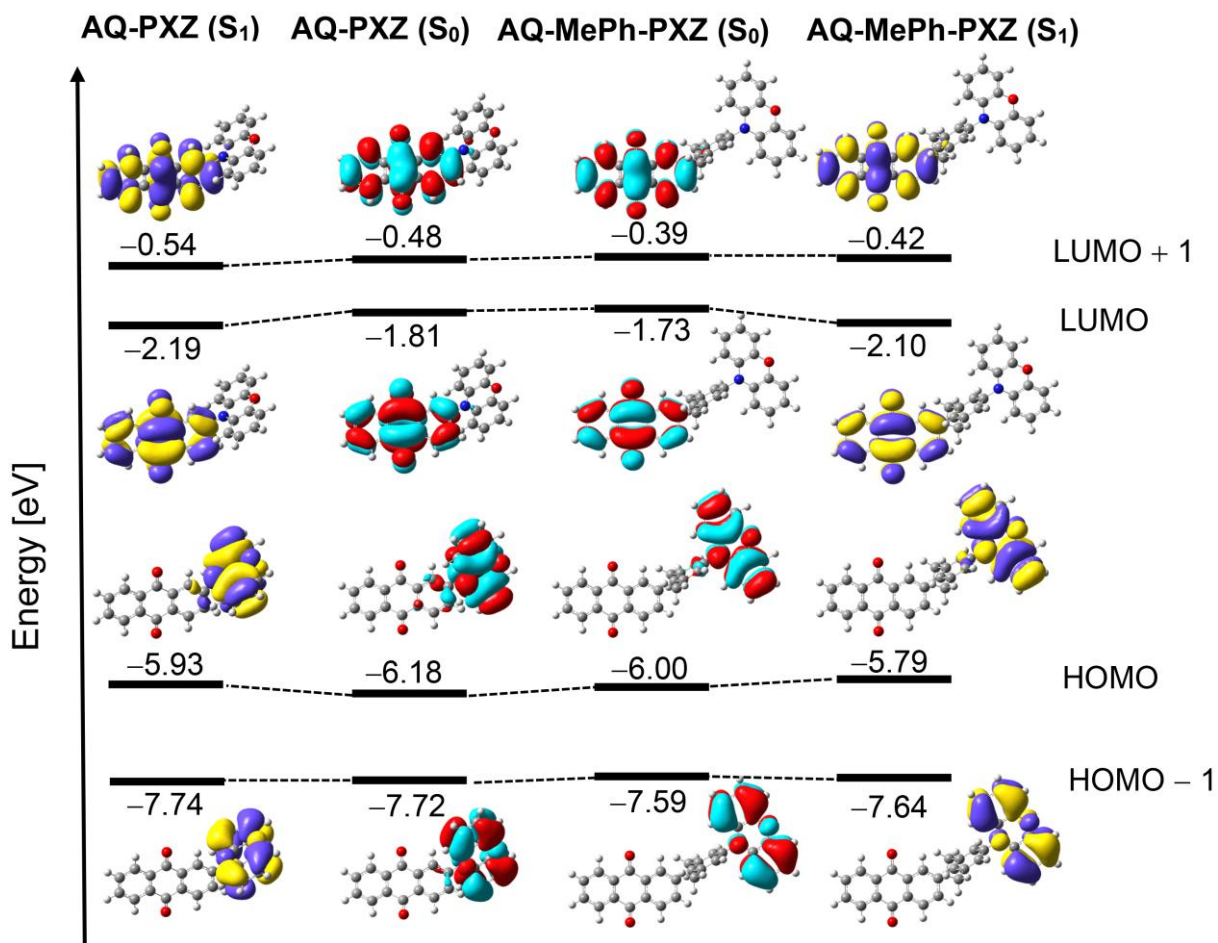 AQ-PXZ (S₁) AQ-PXZ (S₀) AQ-MePh-PXZ (S₀) AQ-MePh-PXZ (S₁)
−0.54 −0.48 −0.39 −0.42 LUMO + 1
LUMO
−2.19 −1.81 −1.73 −2.10
Energy [eV]
−5.93 −6.18 −6.00 −5.79
HOMO
HOMO − 1
−7.74 −7.72 −7.59 −7.64